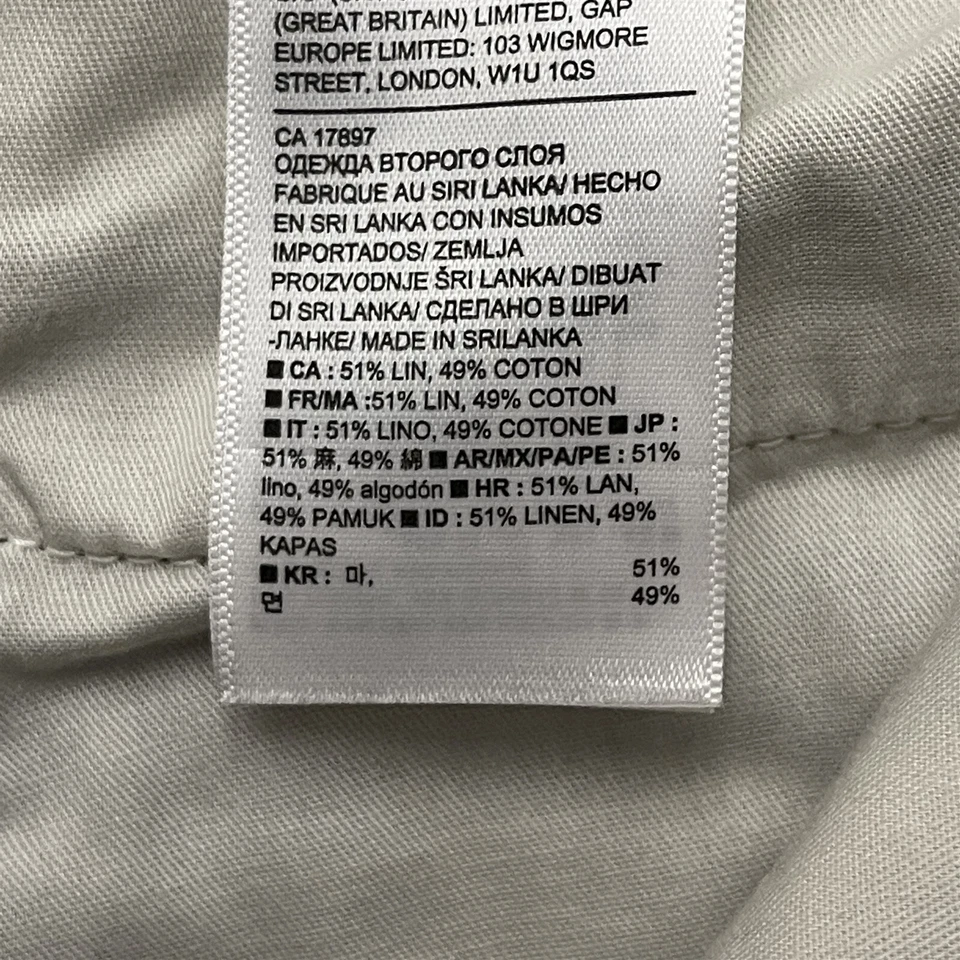 (GREAT BRITAIN) LIMITED, GAP
EUROPE LIMITED: 103 WIGMORE
STREET, LONDON, W1U 1QS
CA 17897
ОДЕЖДА ВТОРОГО СЛОЯ
FABRIQUE AU SIRI LANKA/ HECHO
EN SRI LANKA CON INSUMOS
IMPORTADOS/ ZEMLJA
PROIZVODNJE ŠRI LANKA/ DIBUAT
DI SRI LANKA/ СДЕЛАНО В ШРИ
-ЛАНКЕ/ MADE IN SRILANKA
■ CA : 51% LIN, 49% COTON
■ FR/MA :51% LIN, 49% COTON
■ IT : 51% LINO, 49% COTONE ■ JP :
51% 麻, 49% 綿 ■ AR/MX/PA/PE : 51%
lino, 49% algodón ■ HR : 51% LAN,
49% PAMUK ■ ID : 51% LINEN, 49%
KAPAS
■ KR : 마, 51%
면 49%